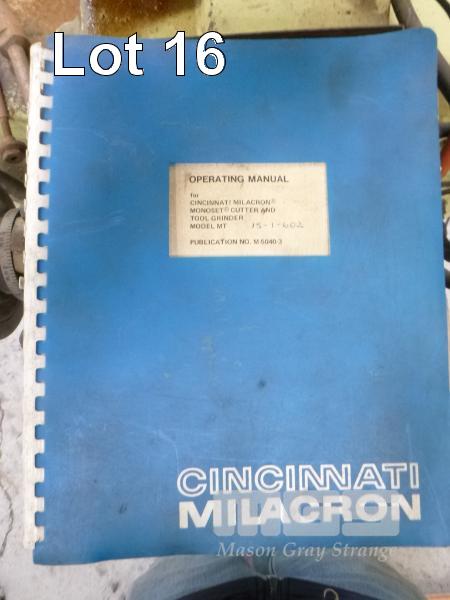 Lot 16
OPERATING MANUAL
for
CINCINNATI MILACRON®
MONOSET® CUTTER AND
TOOL GRINDER
MODEL MT 15-1-602
PUBLICATION NO. M-5040-3
CINCINNATI
MILACRON
Mason Gray Strange